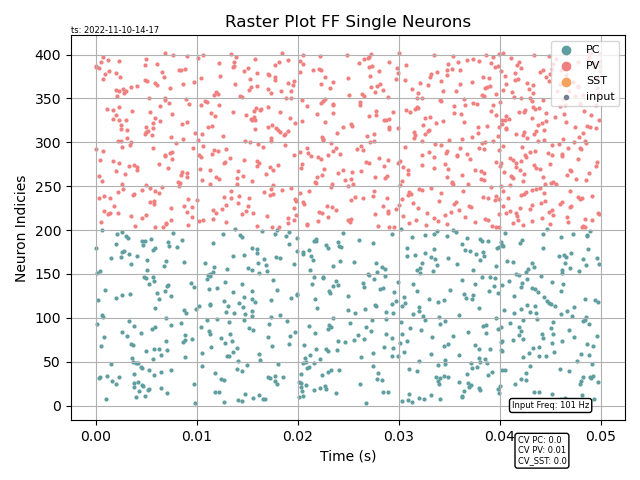 Raster Plot FF Single Neurons
ts: 2022-11-10-14-17
PC
PV
SST
input
400
350
300
250
200
150
100
50
0
Neuron Indicies
Input Freq: 101 Hz
0.00 0.01 0.02 0.03 0.04 0.05
Time (s)
CV PC: 0.0
CV PV: 0.01
CV_SST: 0.0